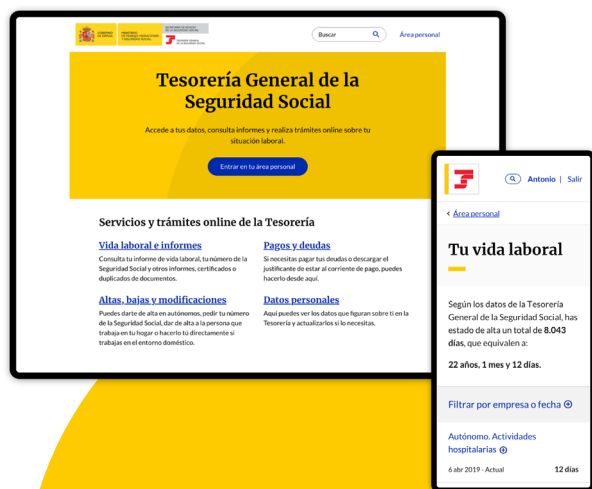 GOBIERNO
DE ESPAÑA
MINISTERIO
DE TRABAJO, MIGRACIONES
Y SEGURIDAD SOCIAL
SECRETARÍA DE ESTADO
DE LA SEGURIDAD SOCIAL
TESORERÍA GENERAL
DE LA SEGURIDAD SOCIAL
Buscar
Área personal
Tesorería General de la
Seguridad Social
Accede a tus datos, consulta informes y realiza trámites online sobre tu
situación laboral.
Entrar en tu área personal
Servicios y trámites online de la Tesorería
Vida laboral e informes
Consulta tu informe de vida laboral, tu número de la
Seguridad Social y otros informes, certificados o
duplicados de documentos.
Pagos y deudas
Si necesitas pagar tus deudas o descargar el
justificante de estar al corriente de pago, puedes
hacerlo desde aquí.
Altas, bajas y modificaciones
Puedes darte de alta en autónomos, pedir tu número
de la Seguridad Social, dar de alta a la persona que
trabaja en tu hogar o hacerlo tú directamente si
trabajas en el entorno doméstico.
Datos personales
Aquí puedes ver los datos que figuran sobre ti en la
Tesorería y actualizarlos si lo necesitas.
Antonio | Salir
< Área personal
Tu vida laboral
Según los datos de la Tesorería
General de la Seguridad Social, has
estado de alta un total de 8.043
días, que equivalen a:
22 años, 1 mes y 12 días.
Filtrar por empresa o fecha
Autónomo. Actividades
hospitalarias
6 abr 2019 - Actual 12 días